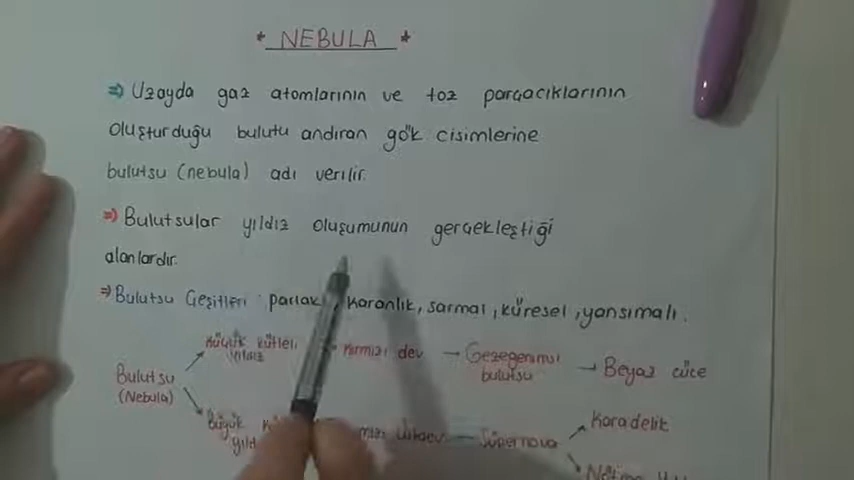 * NEBULA *
⇒ Uzayda gaz atomlarının ve toz parçacıklarının
oluşturduğu bulutu andıran gök cisimlerine
bulutsu (nebula) adı verilir.
⇒ Bulutsular yıldız oluşumunun gerçekleştiği
alanlardır.
⇒ Bulutsu Çeşitleri : parlak, karanlık, sarmal, küresel, yansımalı.
Bulutsu (Nebula)
Küçük kütleli yıldız
kırmızı dev → Gezegenimsi bulutsu → Beyaz cüce
Büyük
Süpernova
Karadelik